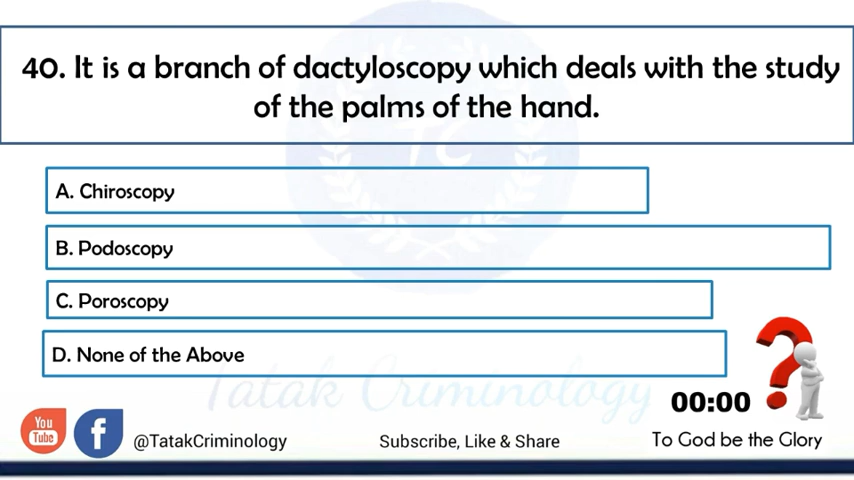 40. It is a branch of dactyloscopy which deals with the study
of the palms of the hand.
TC
A. Chiroscopy
B. Podoscopy
C. Poroscopy
D. None of the Above
Tatak Criminology
00:00
You
Tube
f
@TatakCriminology
Subscribe, Like & Share
To God be the Glory